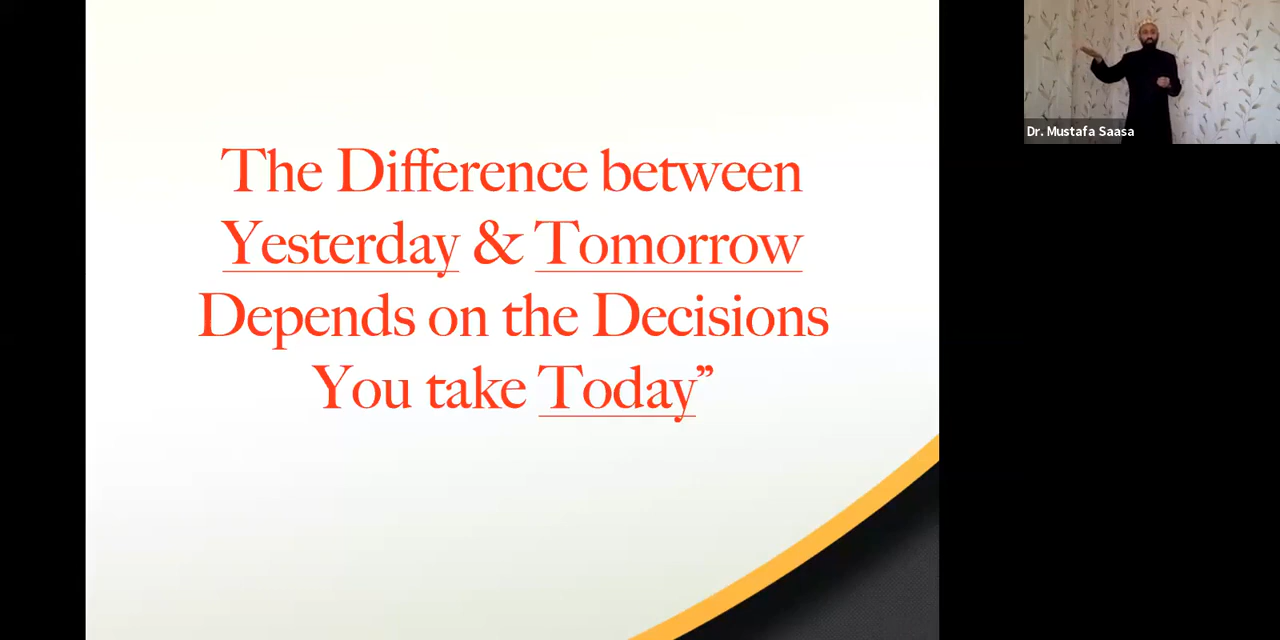 The Difference between
Yesterday & Tomorrow
Depends on the Decisions
You take Today”
Dr. Mustafa Saasa